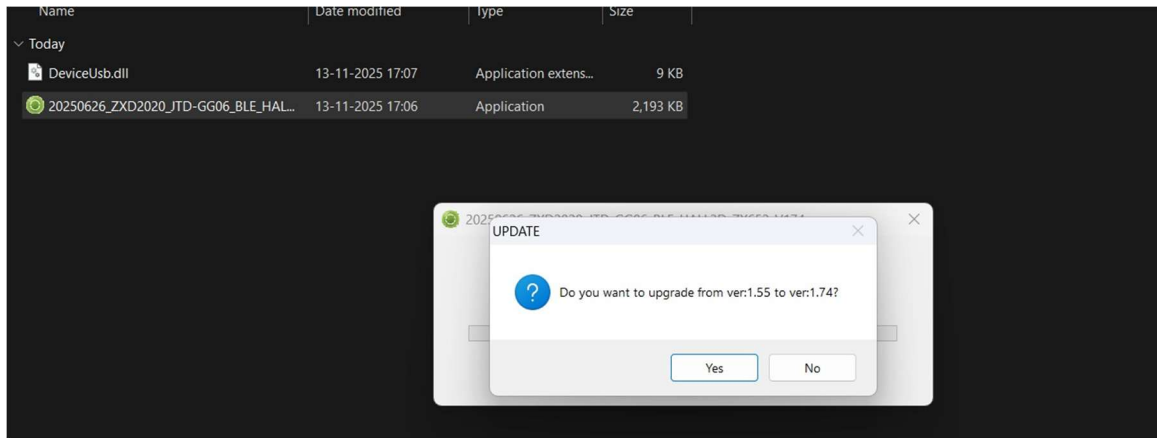 Name Date modified Type Size
Today
DeviceUsb.dll 13-11-2025 17:07 Application extens... 9 KB
20250626_ZXD2020_JTD-GG06_BLE_HAL... 13-11-2025 17:06 Application 2,193 KB
UPDATE
Do you want to upgrade from ver:1.55 to ver:1.74?
Yes No